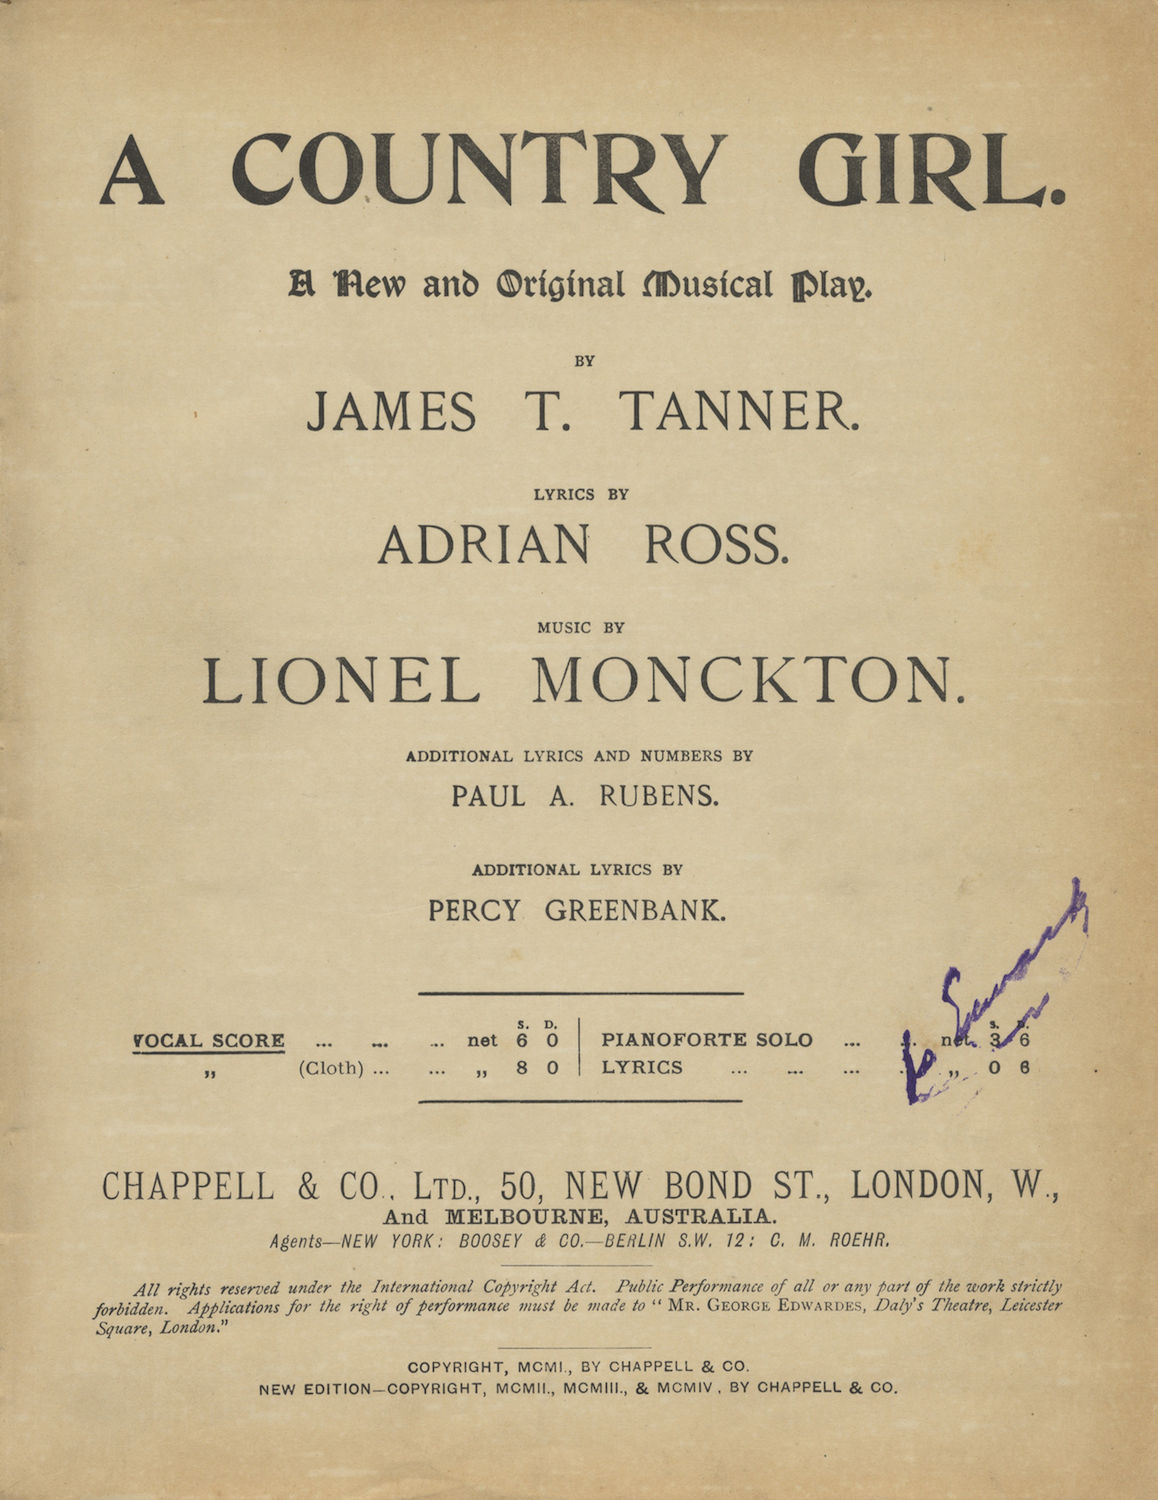 A COUNTRY GIRL.
A New and Original Musical Play.
BY
JAMES T. TANNER.
LYRICS BY
ADRIAN ROSS.
MUSIC BY
LIONEL MONCKTON.
ADDITIONAL LYRICS AND NUMBERS BY
PAUL A. RUBENS.
ADDITIONAL LYRICS BY
PERCY GREENBANK.
S. D.
VOCAL SCORE ... ... ... net 6 0
„ (Cloth) ... ... „ 8 0
S. D.
PIANOFORTE SOLO ... ... net 3 6
LYRICS ... ... ... „ 0 6
CHAPPELL & CO., LTD., 50, NEW BOND ST., LONDON, W.,
And MELBOURNE, AUSTRALIA.
Agents—NEW YORK: BOOSEY & CO.—BERLIN S.W. 12: C. M. ROEHR.
All rights reserved under the International Copyright Act. Public Performance of all or any part of the work strictly
forbidden. Applications for the right of performance must be made to “ MR. GEORGE EDWARDES, Daly's Theatre, Leicester
Square, London.”
COPYRIGHT, MCMI., BY CHAPPELL & CO.
NEW EDITION—COPYRIGHT, MCMII., MCMIII., & MCMIV, BY CHAPPELL & CO.